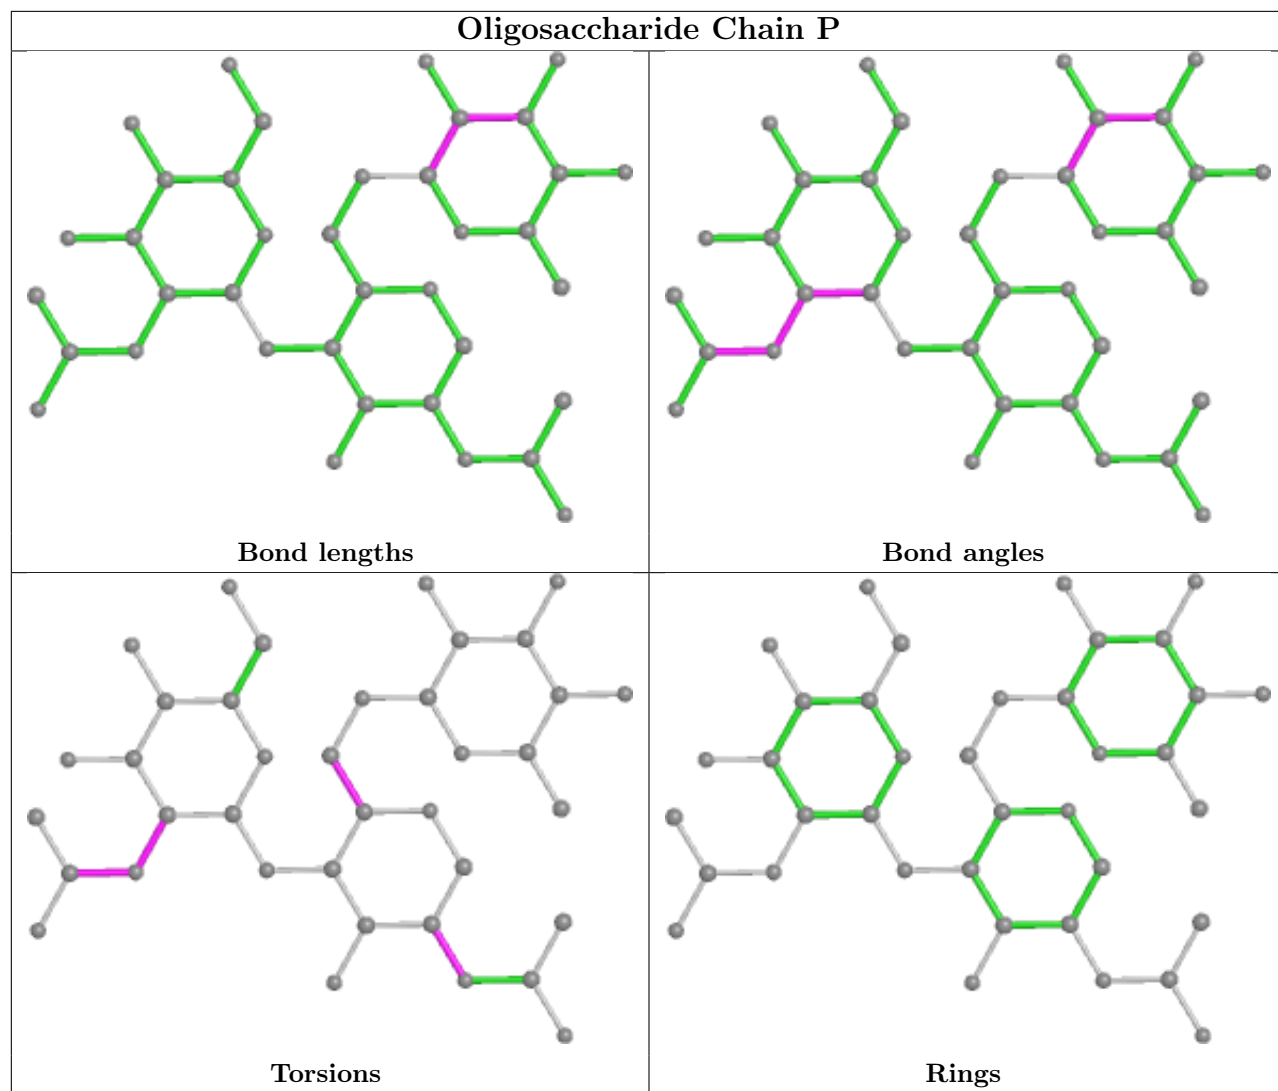 Oligosaccharide Chain P
Bond lengths
Bond angles
Torsions
Rings